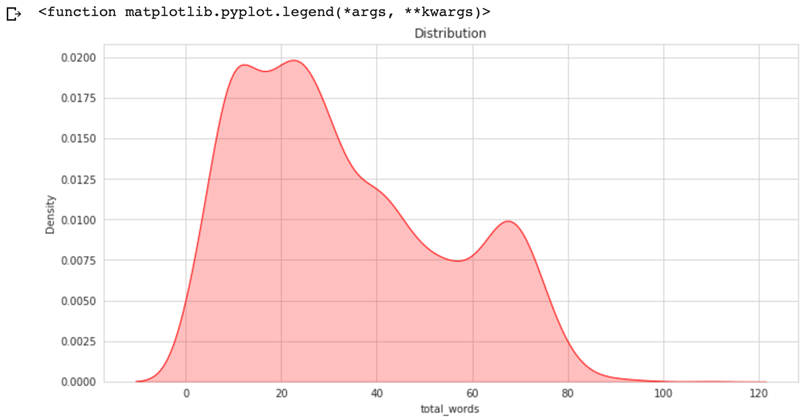 <function matplotlib.pyplot.legend(*args, **kwargs)>
Distribution
0.0200
0.0175
0.0150
0.0125
0.0100
0.0075
0.0050
0.0025
0.0000
Density
0 20 40 60 80 100 120
total_words